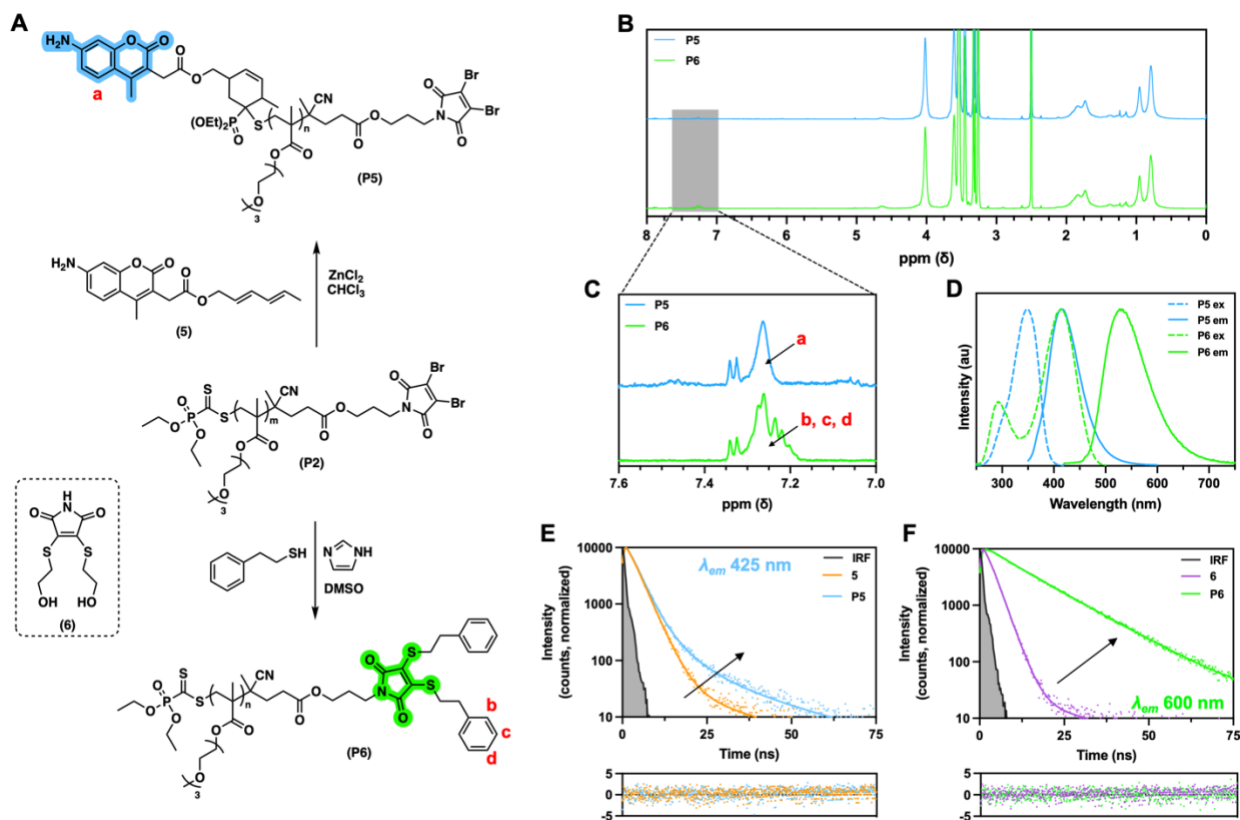 A
H₂N
O
O
O
O
a
(OEt)₂P
O
S
CN
n
O
O
3
O
O
O
N
O
O
Br
Br
(P5)
H₂N
O
O
O
O
(5)
ZnCl₂
CHCl₃
O
P
O
O
S
S
CN
m
O
O
3
O
O
O
N
O
O
Br
Br
(P2)
H
N
O
O
S
S
OH
HO
(6)
SH
N
NH
DMSO
O
P
O
O
S
S
CN
n
O
O
3
O
O
O
N
O
O
S
S
b
c
d
(P6)
B
P5
P6
8 7 6 5 4 3 2 1 0
ppm (δ)
C
P5
P6
a
b, c, d
7.6 7.4 7.2 7.0
ppm (δ)
D
P5 ex
P5 em
P6 ex
P6 em
Intensity (au)
300 400 500 600 700
Wavelength (nm)
E
Intensity
(counts, normalized)
10000
1000
100
10
λem 425 nm
IRF
5
P5
0 25 50 75
Time (ns)
5
0
-5
F
Intensity
(counts, normalized)
10000
1000
100
10
IRF
6
P6
λem 600 nm
0 25 50 75
Time (ns)
5
0
-5